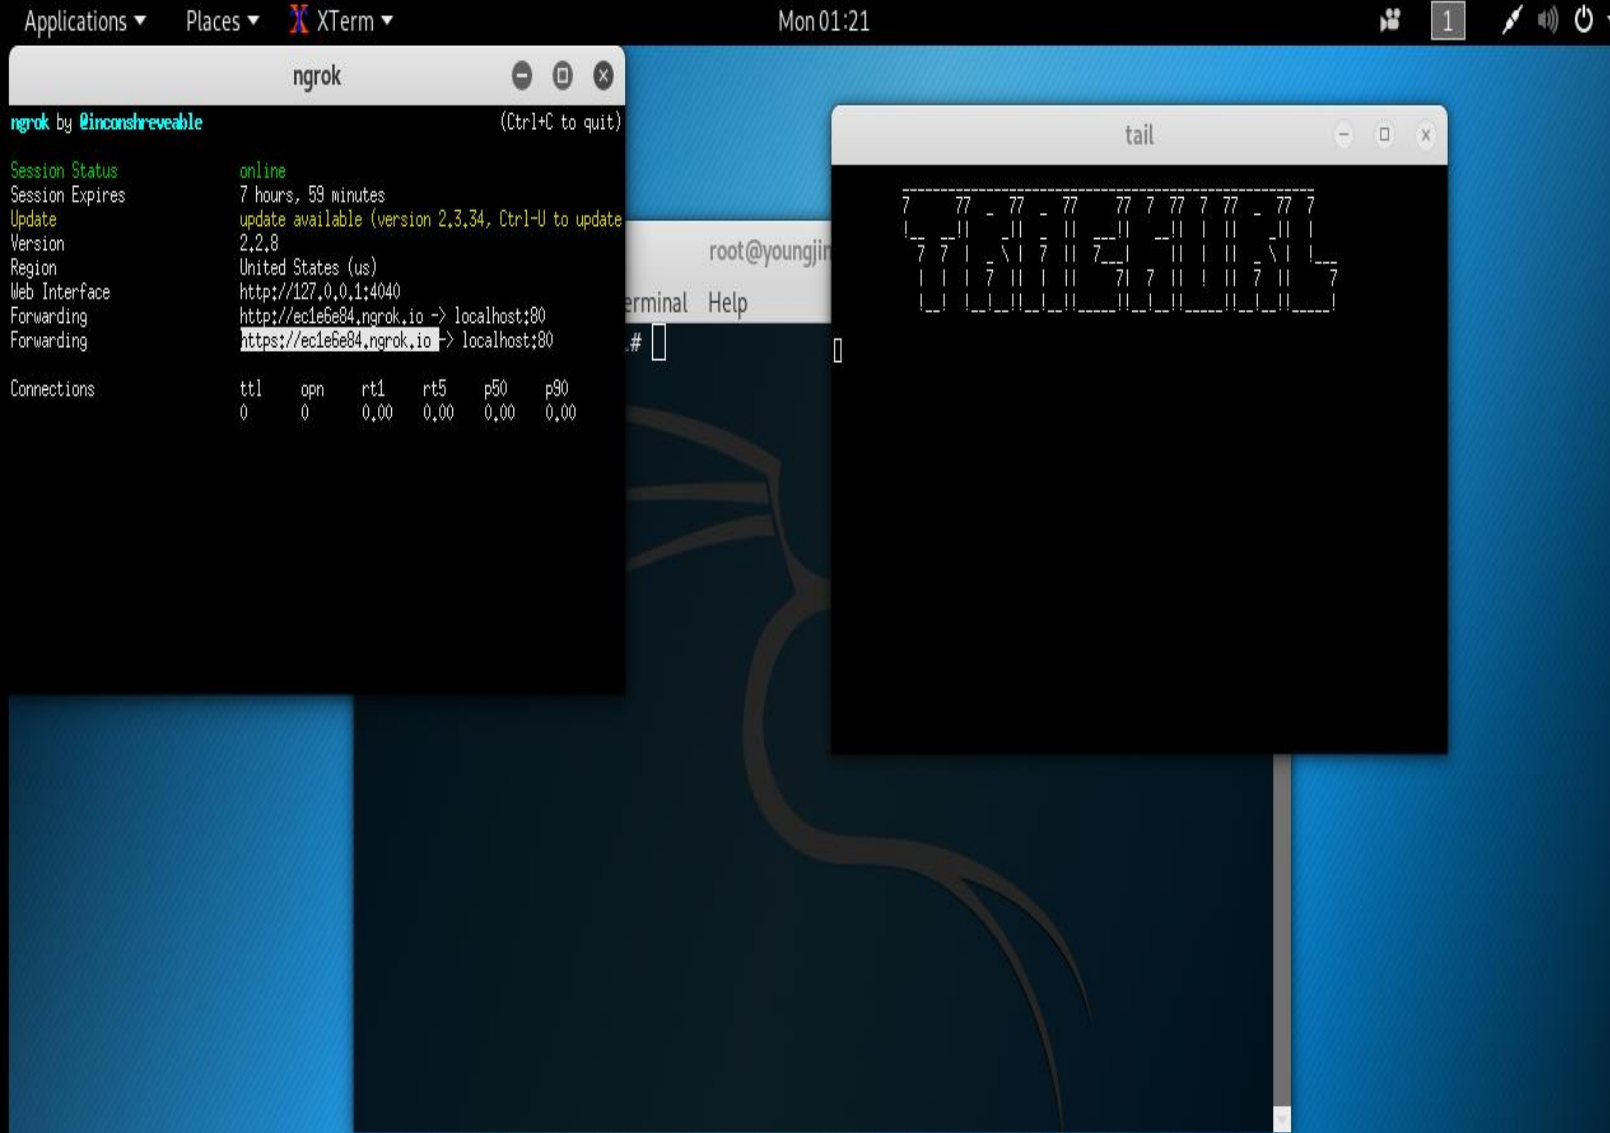 Applications ▾ Places ▾ XTerm ▾ Mon 01:21 1
ngrok
ngrok by @inconshreveable (Ctrl+C to quit)
Session Status online
Session Expires 7 hours, 59 minutes
Update update available (version 2.3.34, Ctrl-U to update
Version 2.2.8
Region United States (us)
Web Interface http://127.0.0.1:4040
Forwarding http://ec1e6e84.ngrok.io -> localhost:80
Forwarding https://ec1e6e84.ngrok.io -> localhost:80
Connections ttl opn rt1 rt5 p50 p90
0 0 0.00 0.00 0.00 0.00
root@youngjin
erminal Help
.#
tail
TRACKURL